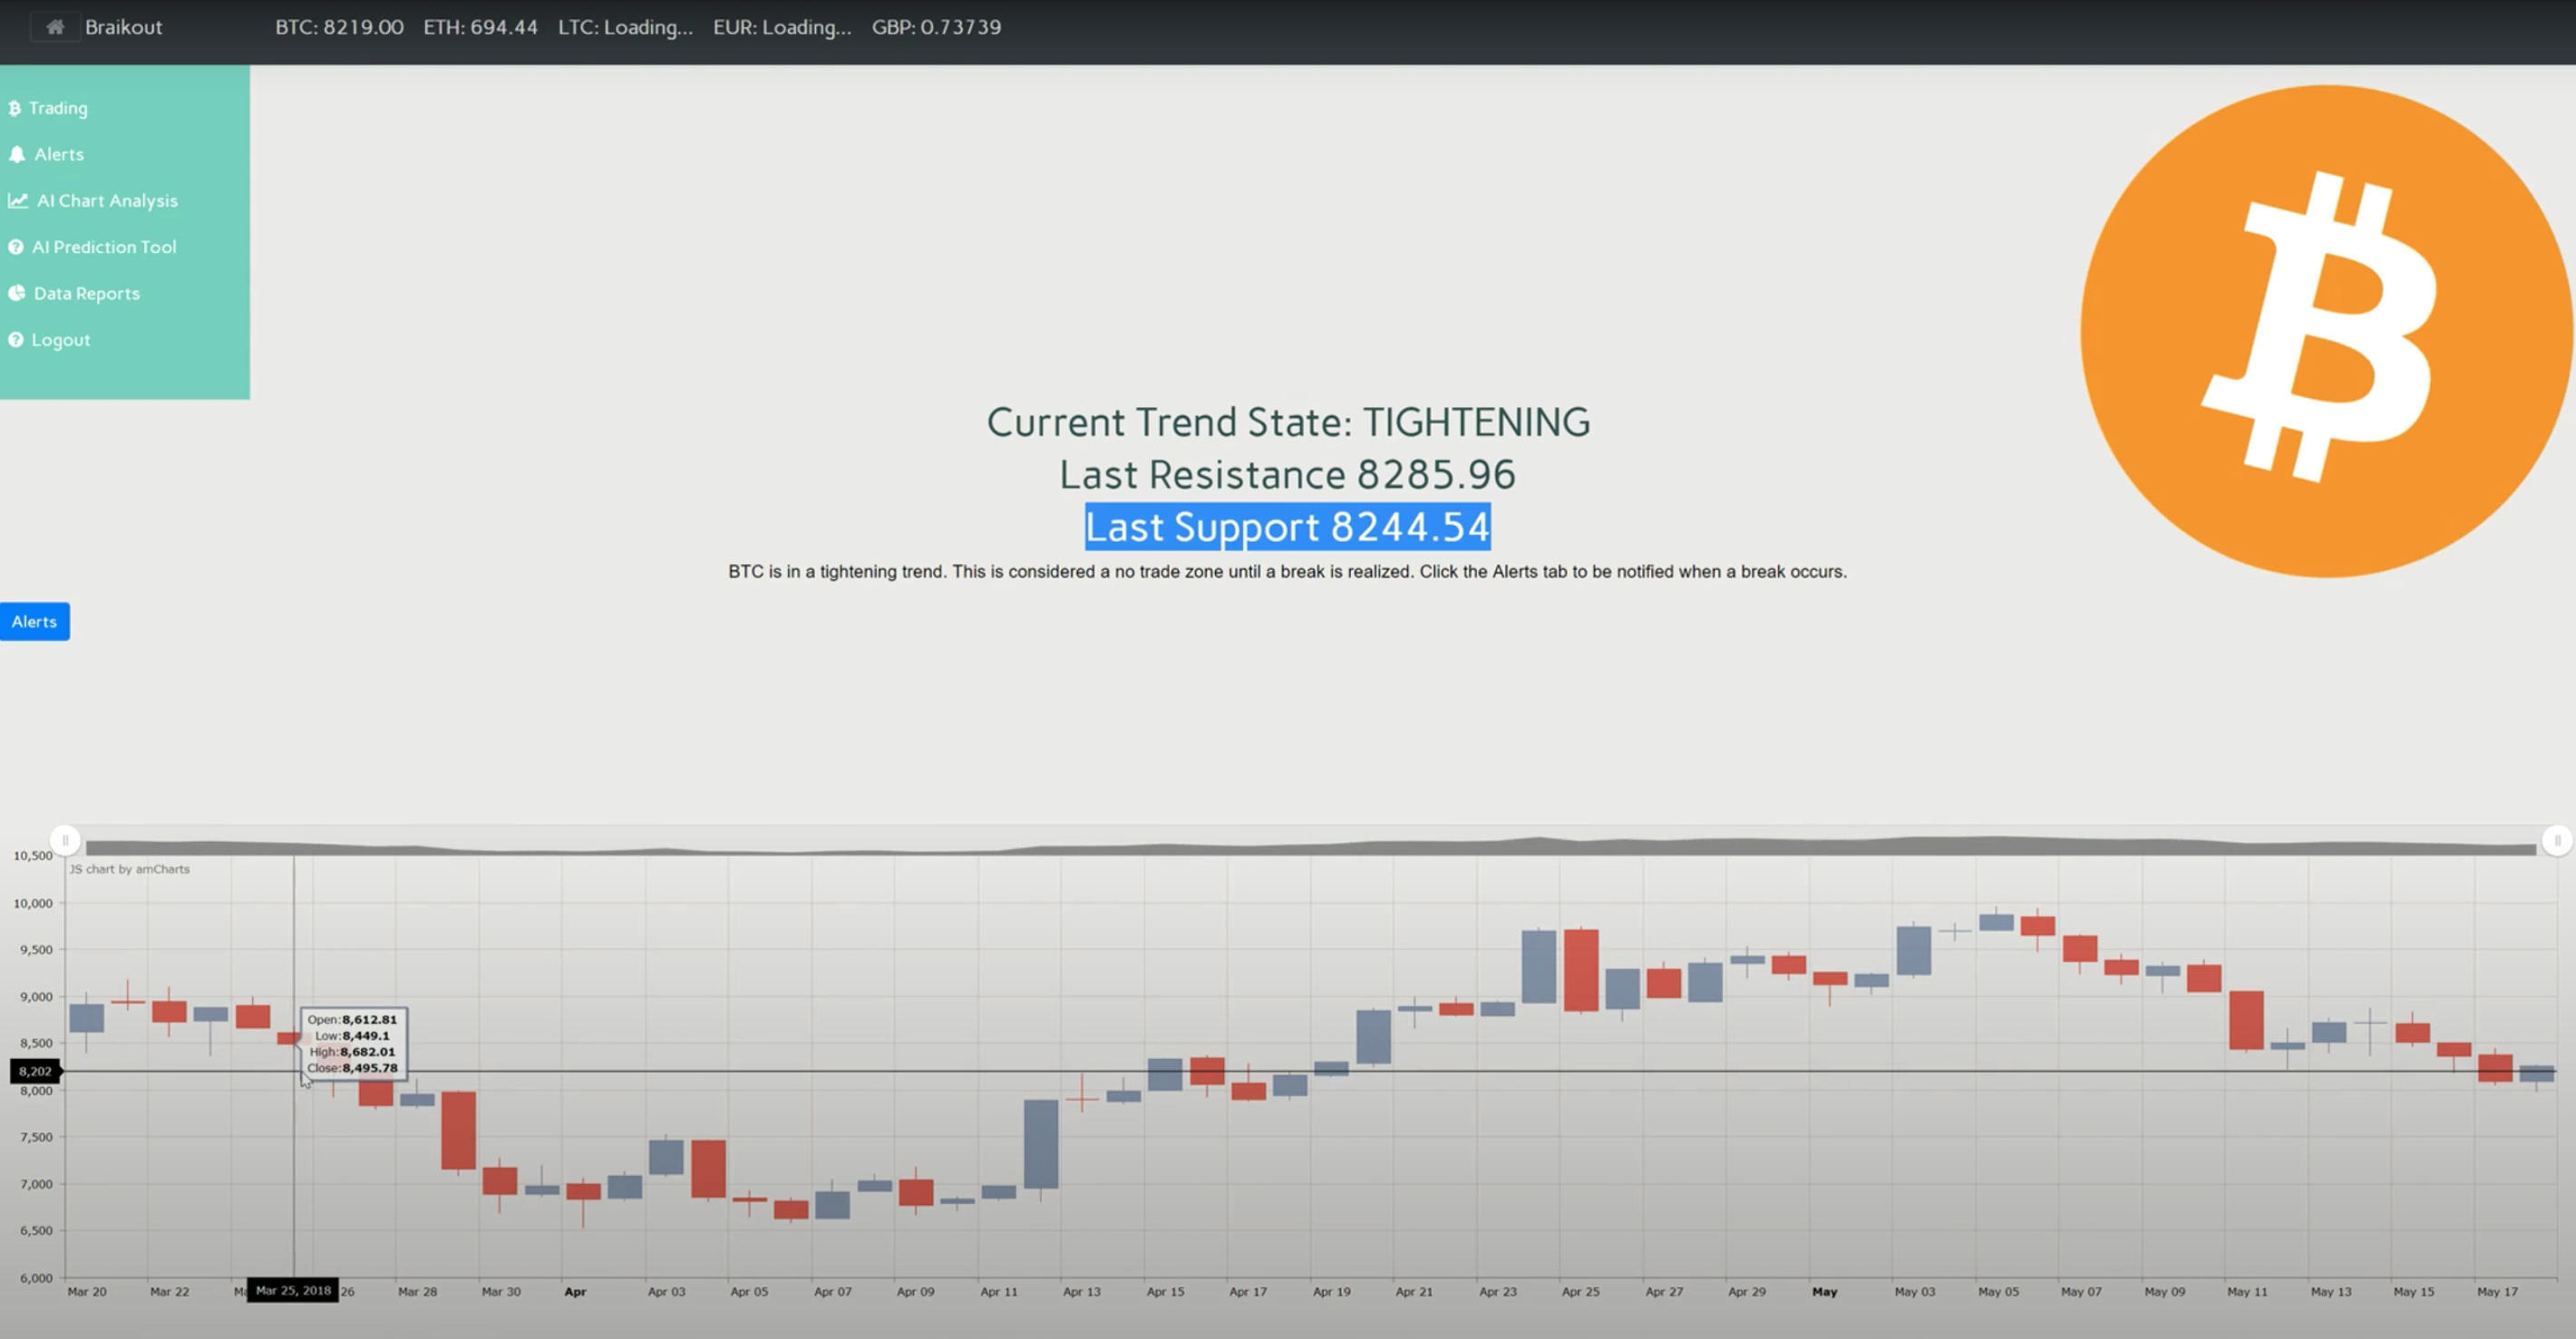 Braikout
BTC: 8219.00 ETH: 694.44 LTC: Loading... EUR: Loading... GBP: 0.73739
Trading
Alerts
AI Chart Analysis
AI Prediction Tool
Data Reports
Logout
Current Trend State: TIGHTENING
Last Resistance 8285.96
Last Support 8244.54
BTC is in a tightening trend. This is considered a no trade zone until a break is realized. Click the Alerts tab to be notified when a break occurs.
Alerts
JS chart by amCharts
10,500
10,000
9,500
9,000
8,500
8,202
8,000
7,500
7,000
6,500
6,000
Open:8,612.81
Low:8,449.1
High:8,682.01
Close:8,495.78
Mar 20 Mar 22 Mar 25, 2018 26 Mar 28 Mar 30 Apr Apr 03 Apr 05 Apr 07 Apr 09 Apr 11 Apr 13 Apr 15 Apr 17 Apr 19 Apr 21 Apr 23 Apr 25 Apr 27 Apr 29 May May 03 May 05 May 07 May 09 May 11 May 13 May 15 May 17